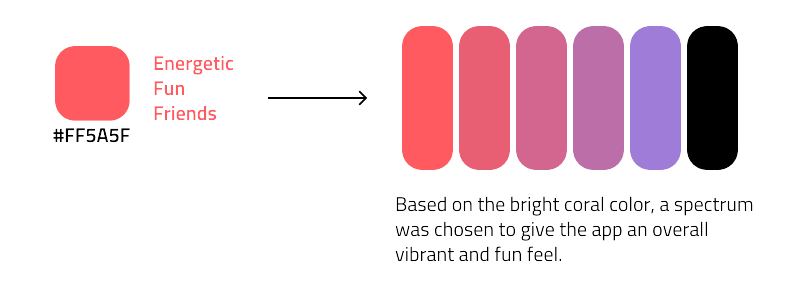 Energetic
Fun
Friends
#FF5A5F
Based on the bright coral color, a spectrum
was chosen to give the app an overall
vibrant and fun feel.